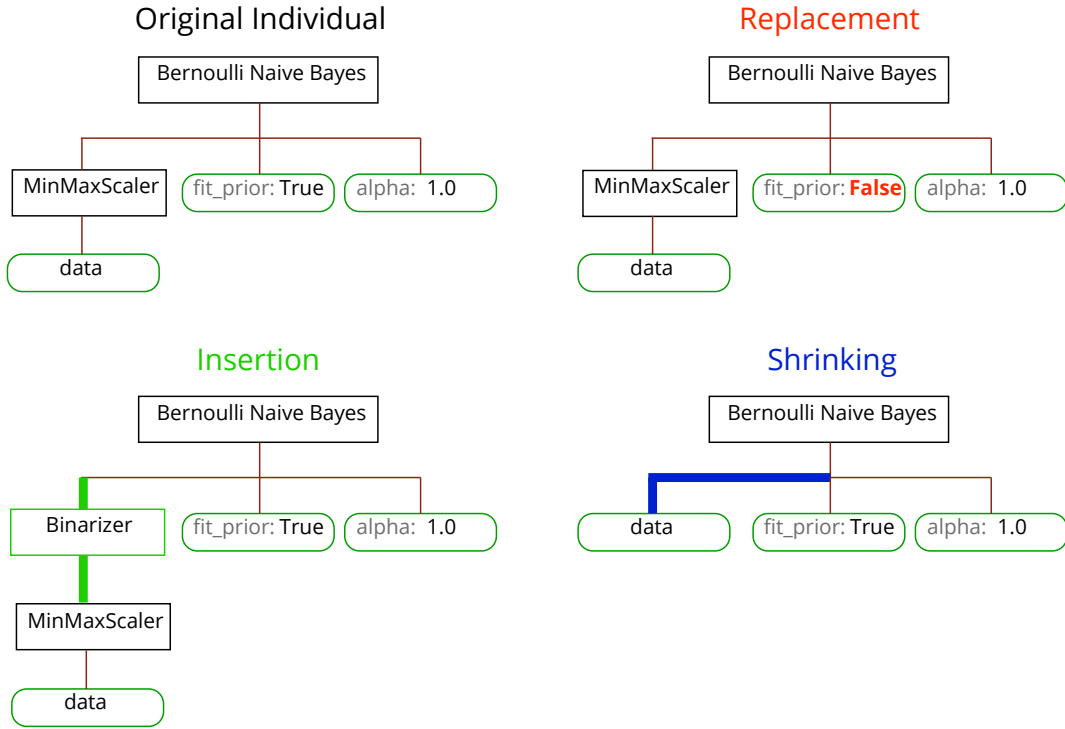 Original Individual
Bernoulli Naive Bayes
MinMaxScaler
fit_prior: True
alpha: 1.0
data
Replacement
Bernoulli Naive Bayes
MinMaxScaler
fit_prior: False
alpha: 1.0
data
Insertion
Bernoulli Naive Bayes
Binarizer
fit_prior: True
alpha: 1.0
MinMaxScaler
data
Shrinking
Bernoulli Naive Bayes
data
fit_prior: True
alpha: 1.0